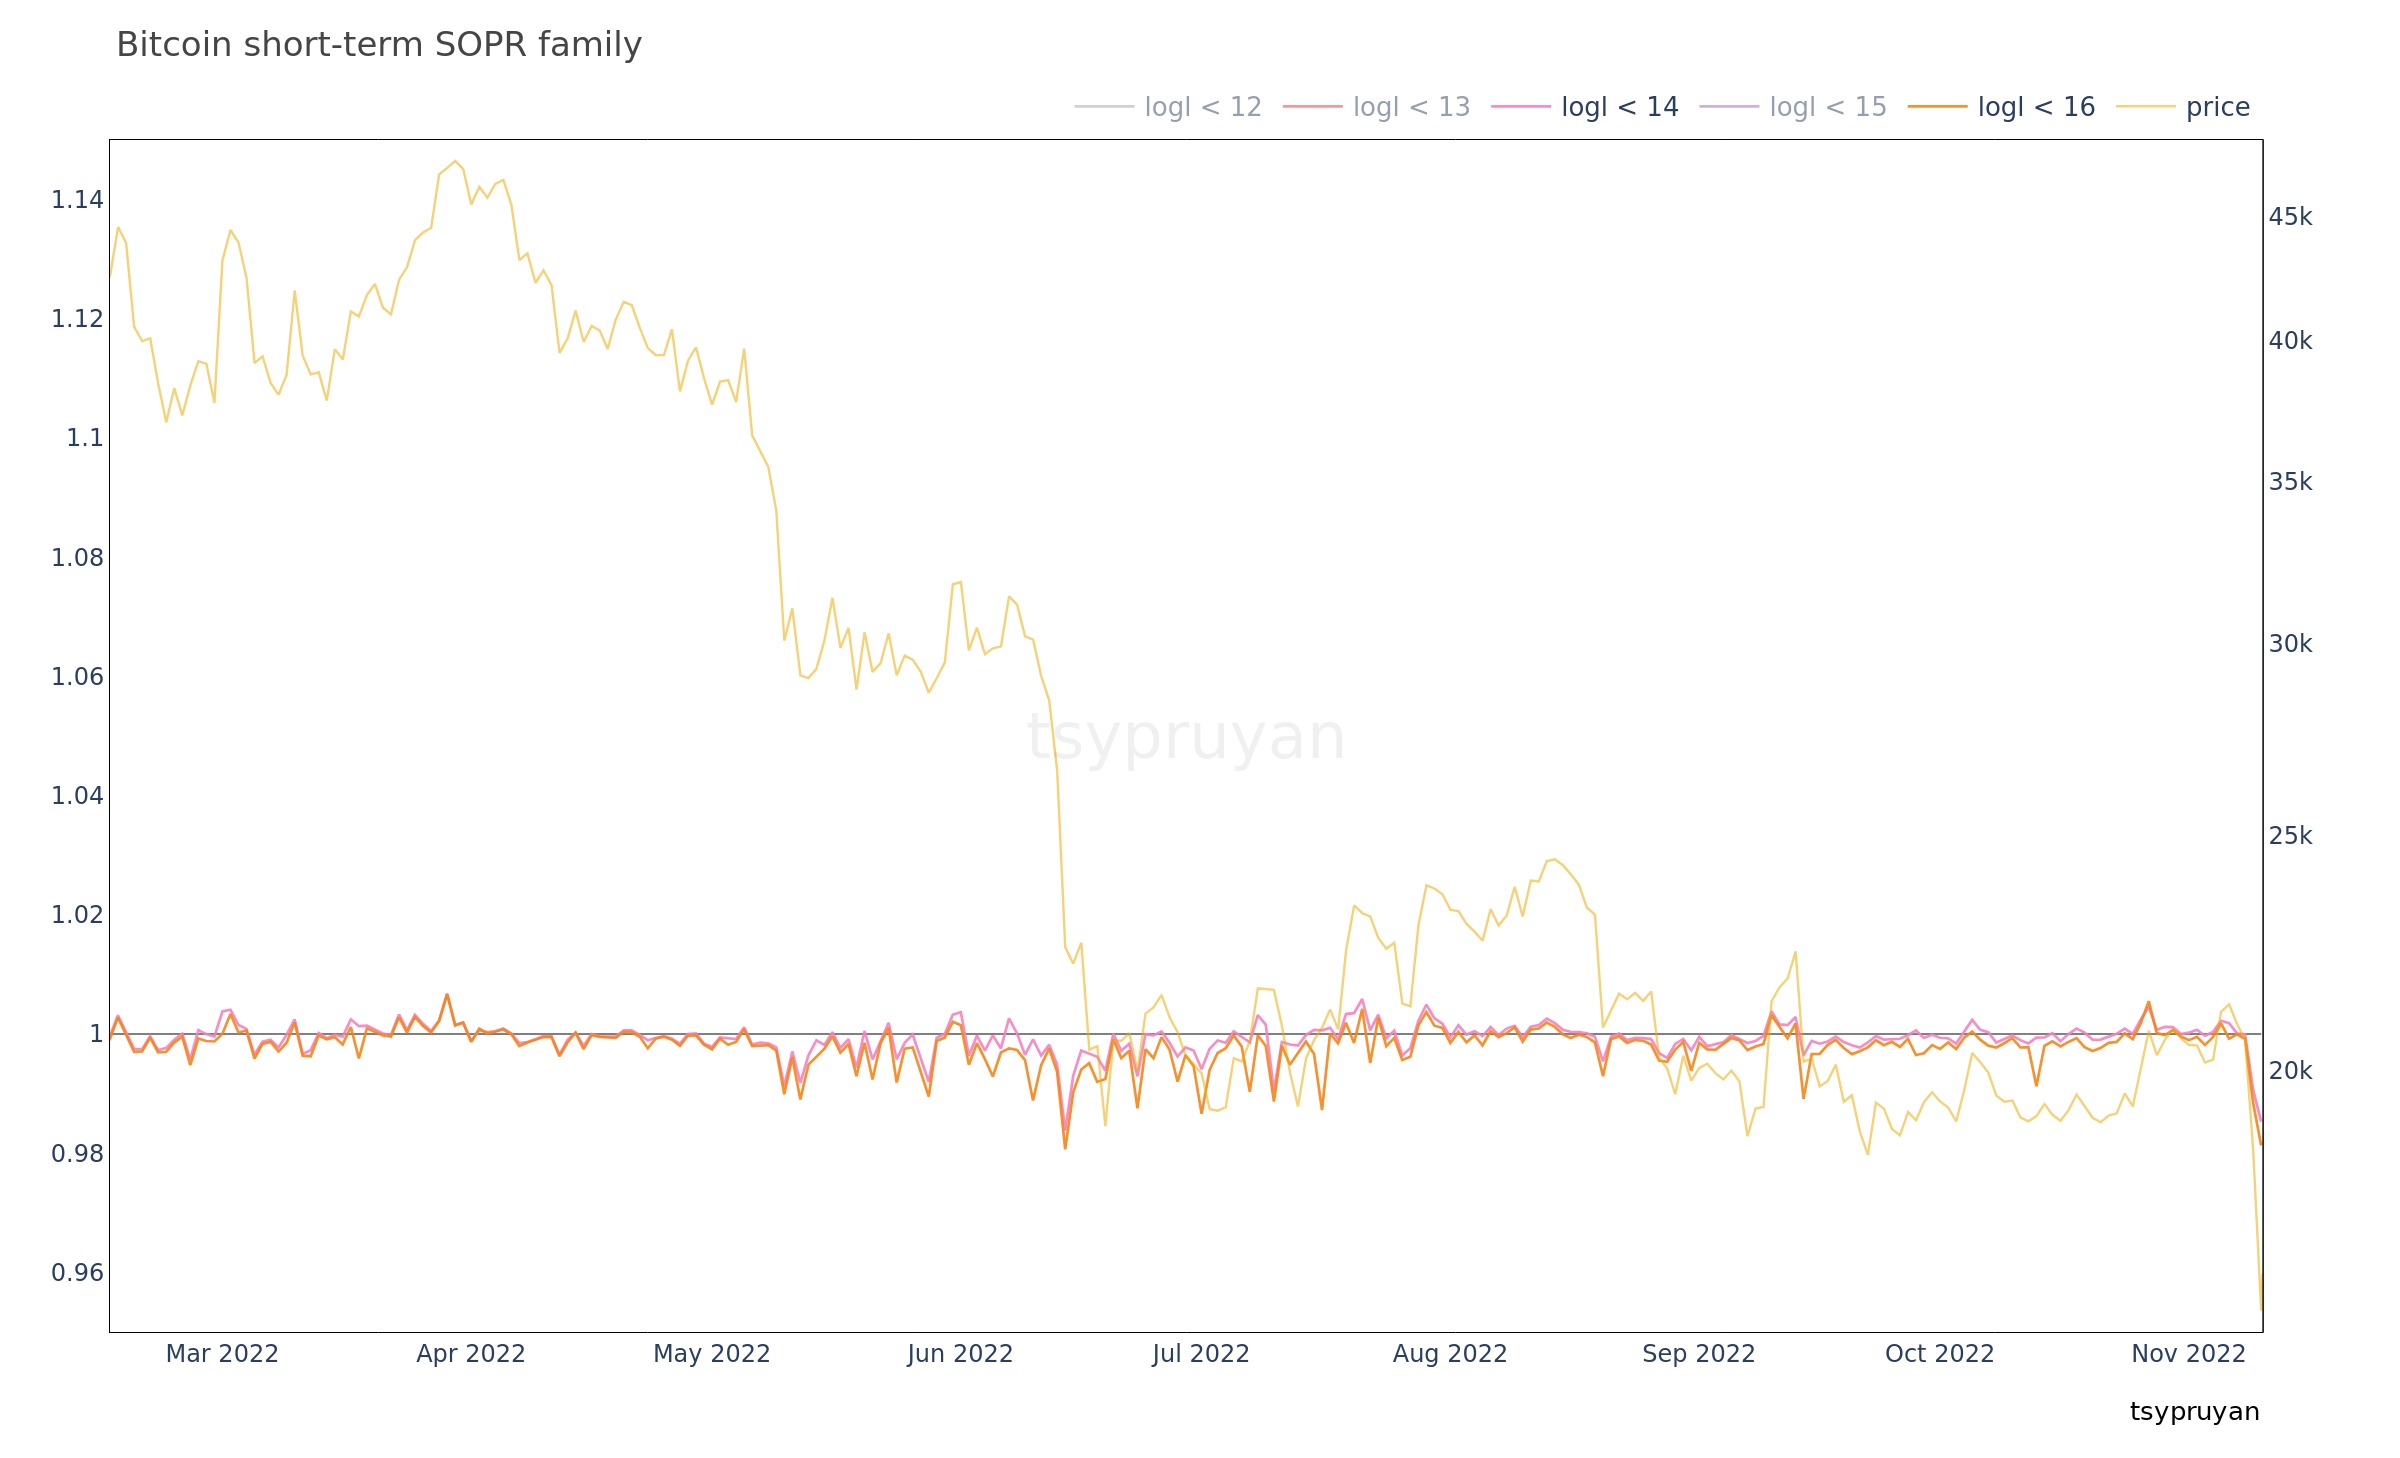 Bitcoin short-term SOPR family
logl < 12 logl < 13 logl < 14 logl < 15 logl < 16 price
1.14
1.12
1.1
1.08
1.06
1.04
1.02
1
0.98
0.96
45k
40k
35k
30k
25k
20k
tsypruyan
Mar 2022 Apr 2022 May 2022 Jun 2022 Jul 2022 Aug 2022 Sep 2022 Oct 2022 Nov 2022
tsypruyan